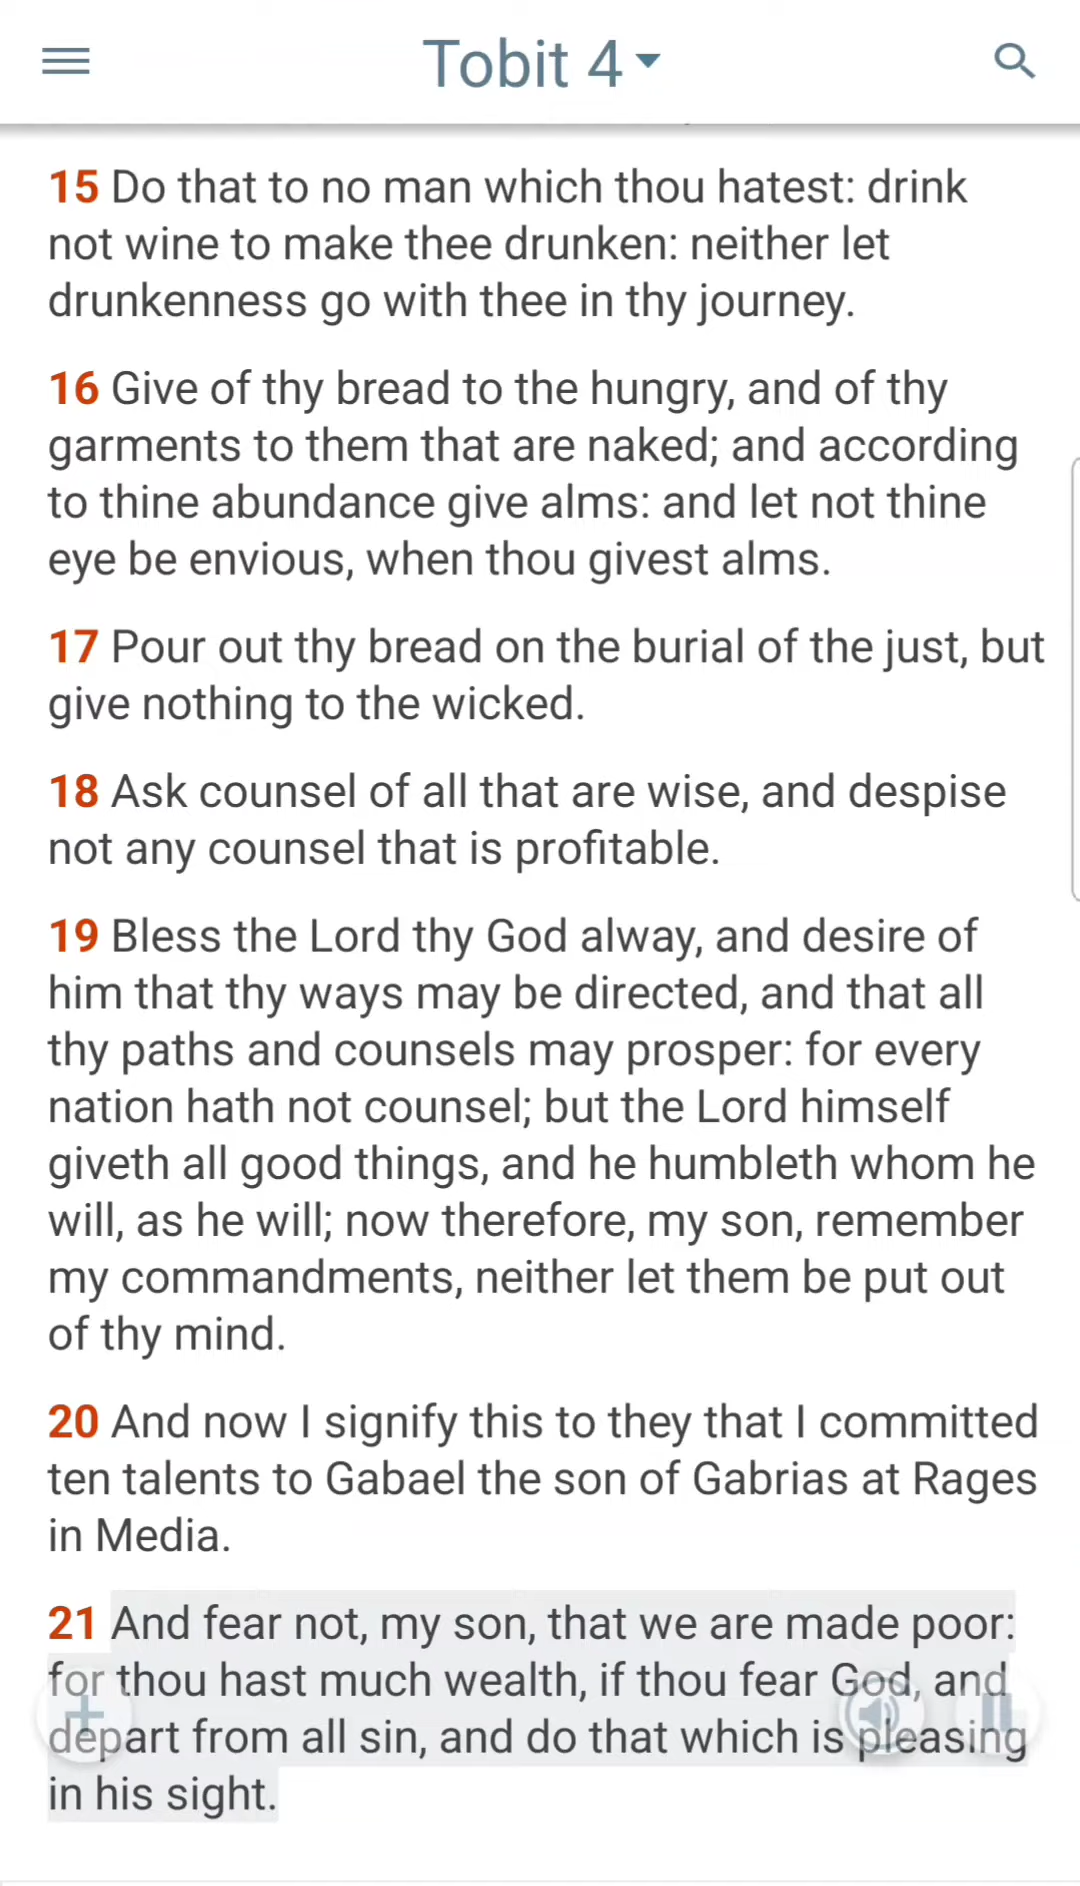 Tobit 4
15 Do that to no man which thou hatest: drink
not wine to make thee drunken: neither let
drunkenness go with thee in thy journey.
16 Give of thy bread to the hungry, and of thy
garments to them that are naked; and according
to thine abundance give alms: and let not thine
eye be envious, when thou givest alms.
17 Pour out thy bread on the burial of the just, but
give nothing to the wicked.
18 Ask counsel of all that are wise, and despise
not any counsel that is profitable.
19 Bless the Lord thy God alway, and desire of
him that thy ways may be directed, and that all
thy paths and counsels may prosper: for every
nation hath not counsel; but the Lord himself
giveth all good things, and he humbleth whom he
will, as he will; now therefore, my son, remember
my commandments, neither let them be put out
of thy mind.
20 And now I signify this to they that I committed
ten talents to Gabael the son of Gabrias at Rages
in Media.
21 And fear not, my son, that we are made poor:
for thou hast much wealth, if thou fear God, and
depart from all sin, and do that which is pleasing
in his sight.